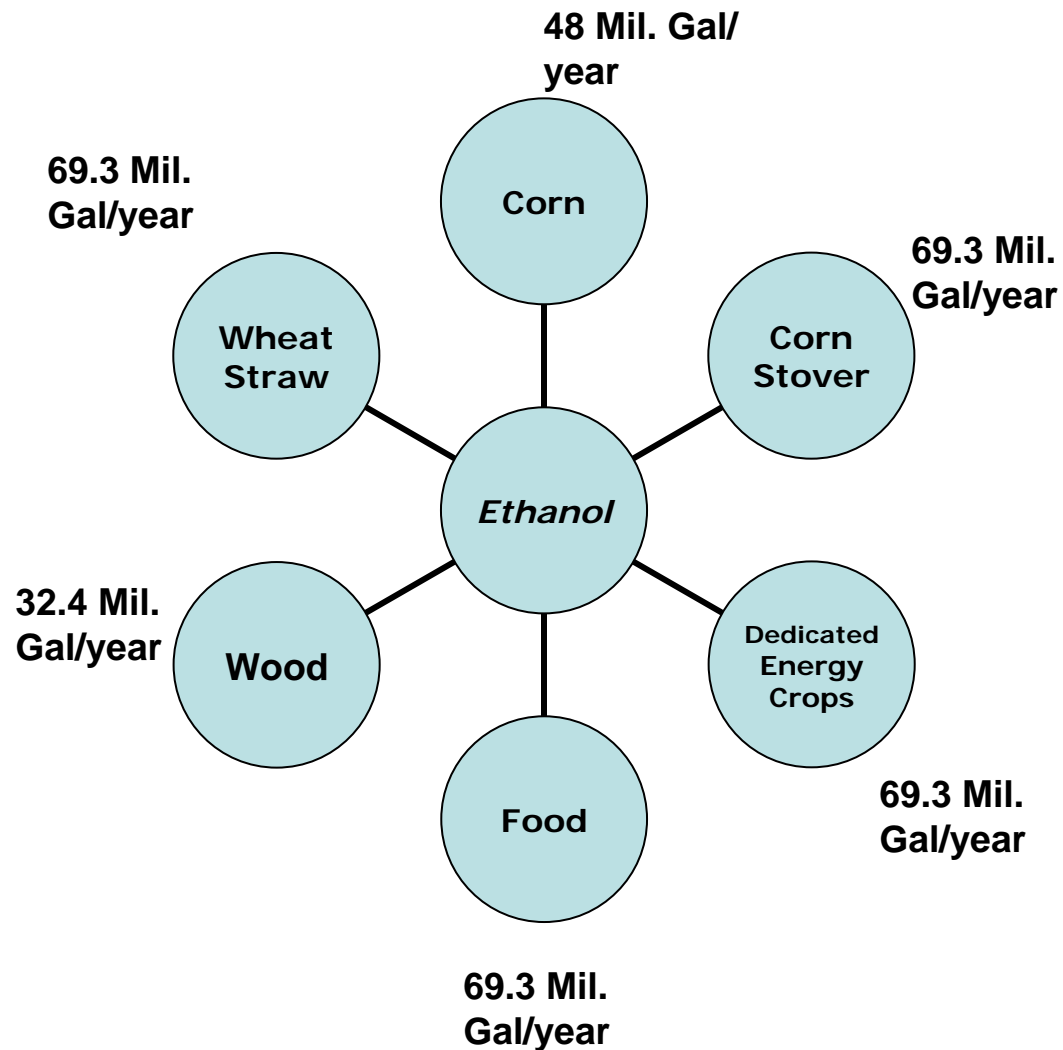 48 Mil. Gal/
year
Corn
69.3 Mil.
Gal/year
Wheat
Straw
69.3 Mil.
Gal/year
Corn
Stover
Ethanol
32.4 Mil.
Gal/year
Wood
Dedicated
Energy
Crops
69.3 Mil.
Gal/year
Food
69.3 Mil.
Gal/year